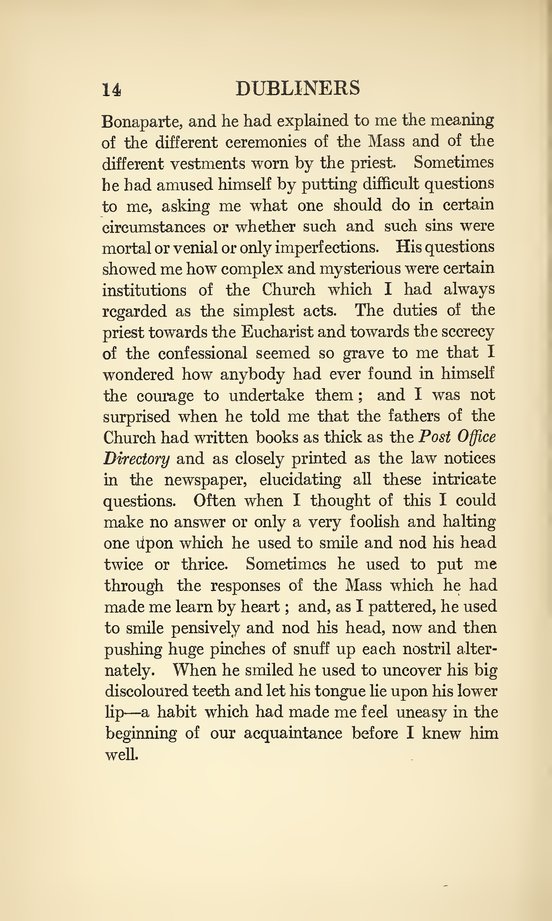 14 DUBLINERS
Bonaparte, and he had explained to me the meaning
of the different ceremonies of the Mass and of the
different vestments worn by the priest. Sometimes
he had amused himself by putting difficult questions
to me, asking me what one should do in certain
circumstances or whether such and such sins were
mortal or venial or only imperfections. His questions
showed me how complex and mysterious were certain
institutions of the Church which I had always
regarded as the simplest acts. The duties of the
priest towards the Eucharist and towards the secrecy
of the confessional seemed so grave to me that I
wondered how anybody had ever found in himself
the courage to undertake them ; and I was not
surprised when he told me that the fathers of the
Church had written books as thick as the Post Office
Directory and as closely printed as the law notices
in the newspaper, elucidating all these intricate
questions. Often when I thought of this I could
make no answer or only a very foolish and halting
one upon which he used to smile and nod his head
twice or thrice. Sometimes he used to put me
through the responses of the Mass which he had
made me learn by heart ; and, as I pattered, he used
to smile pensively and nod his head, now and then
pushing huge pinches of snuff up each nostril alter-
nately. When he smiled he used to uncover his big
discoloured teeth and let his tongue lie upon his lower
lip—a habit which had made me feel uneasy in the
beginning of our acquaintance before I knew him
well.